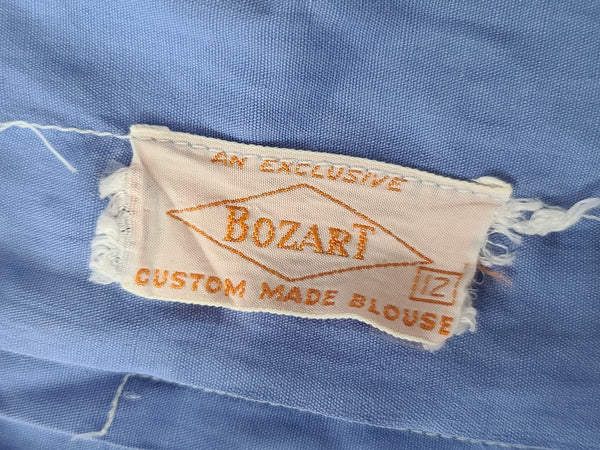 AN EXCLUSIVE
BOZART
12
CUSTOM MADE BLOUSE